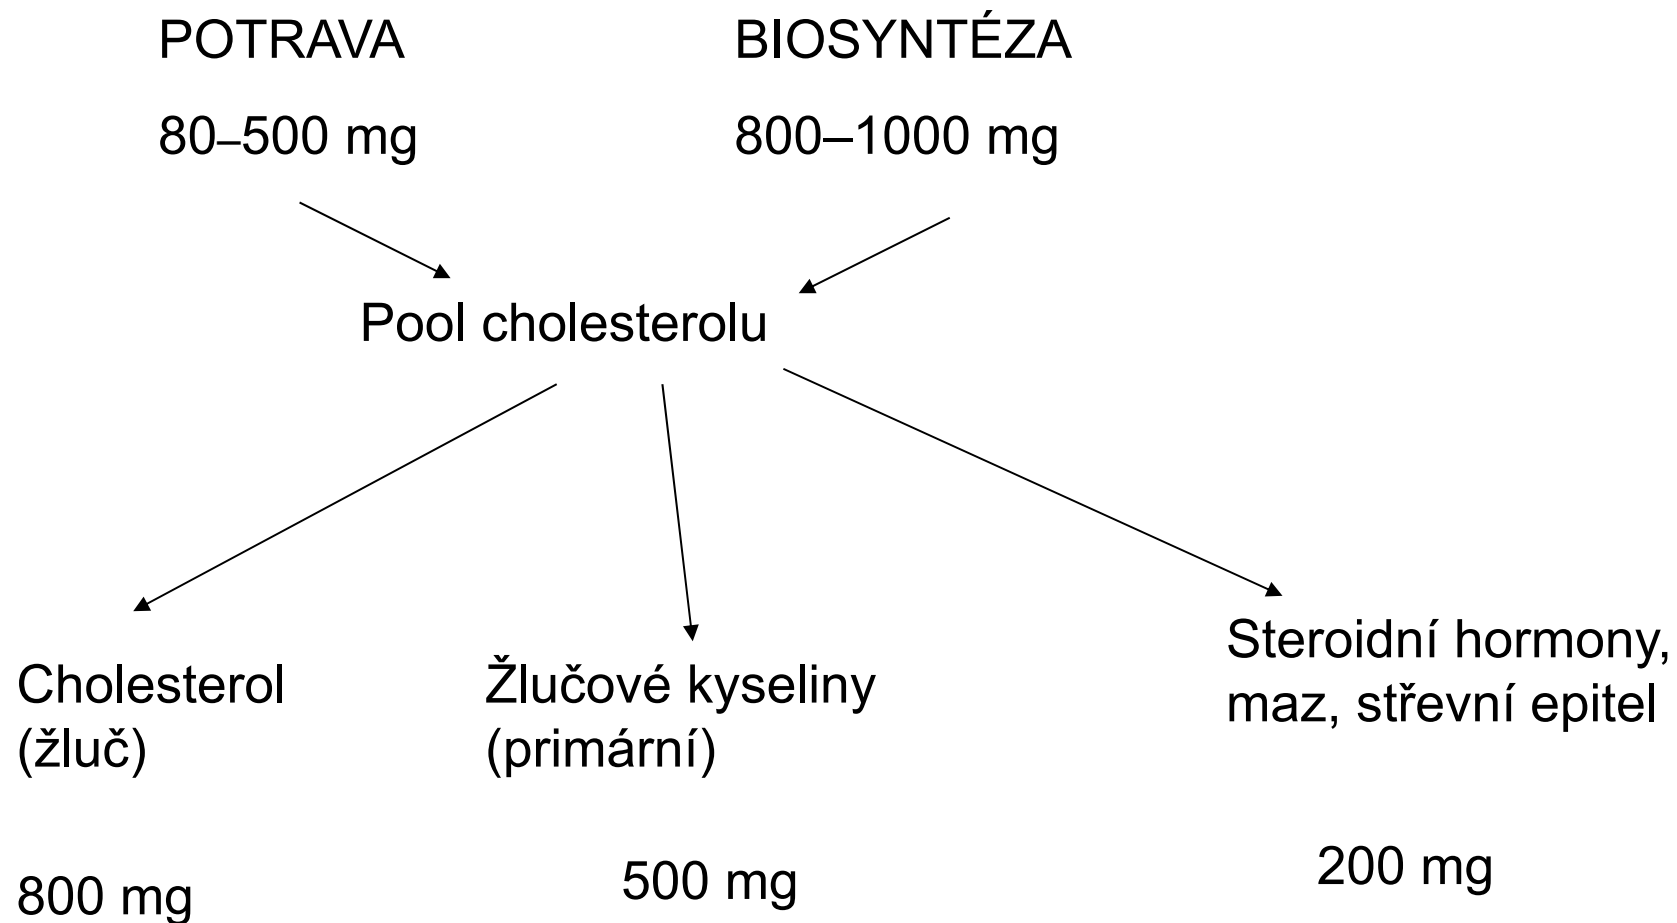 POTRAVA
BIOSYNTÉZA
80–500 mg
800–1000 mg
Pool cholesterolu
Cholesterol
(žluč)
800 mg
Žlučové kyseliny
(primární)
500 mg
Steroidní hormony,
maz, střevní epitel
200 mg